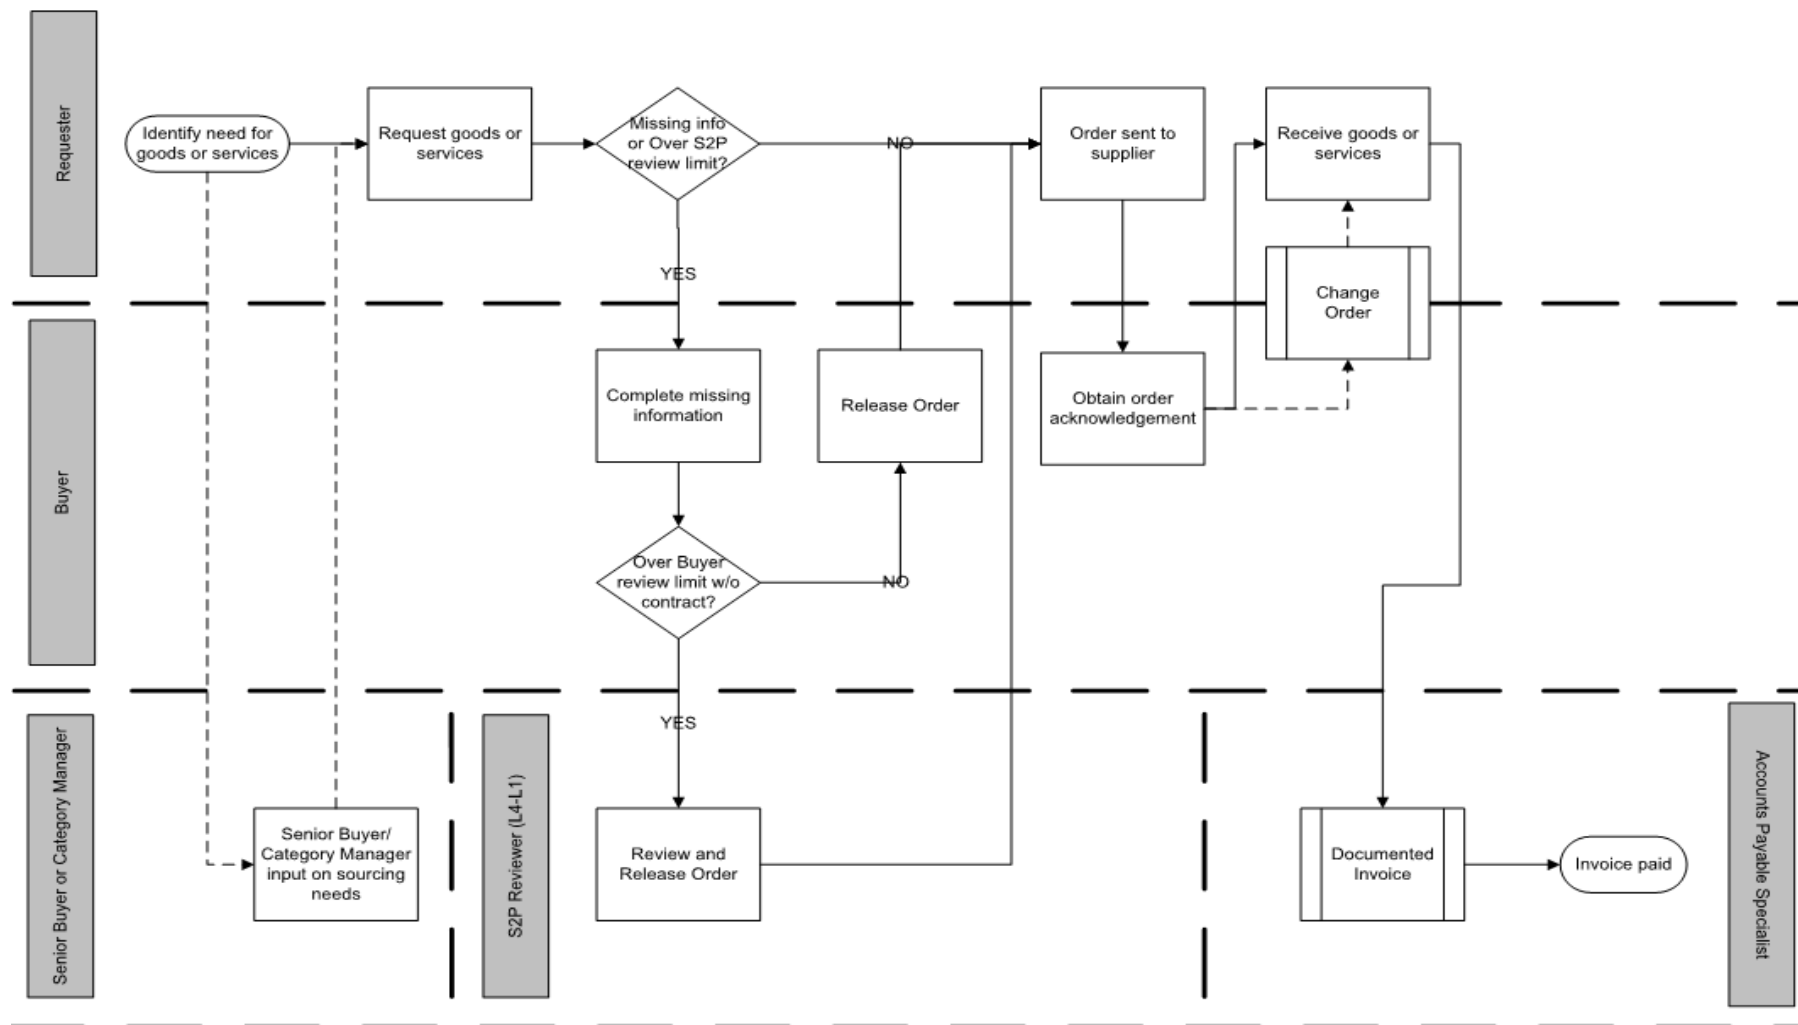 Requester
Identify need for
goods or services
Request goods or
services
Missing info
or Over S2P
review limit?
NO
YES
Order sent to
supplier
Receive goods or
services
Change
Order
Buyer
Complete missing
information
Release Order
Obtain order
acknowledgement
Over Buyer
review limit w/o
contract?
NO
YES
Senior Buyer or Category Manager
Senior Buyer/
Category Manager
input on sourcing
needs
S2P Reviewer (L4-L1)
Review and
Release Order
Documented
Invoice
Invoice paid
Accounts Payable Specialist